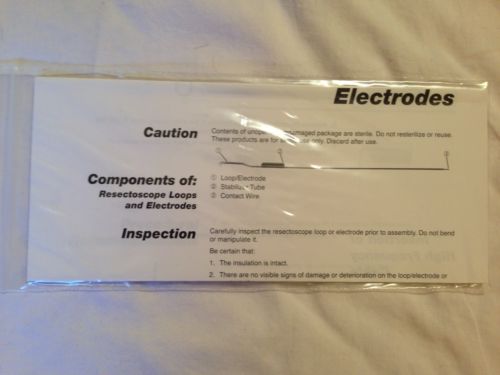 Electrodes
Caution
Contents of damaged package are sterile. Do not resterilize or reuse.
These products are for use only. Discard after use.
① ② ③
Components of:
Resectoscope Loops
and Electrodes
① Loop/Electrode
② Stabilizer Tube
③ Contact Wire
Inspection
Carefully inspect the resectoscope loop or electrode prior to assembly. Do not bend
or manipulate it.
Be certain that:
1. The insulation is intact.
2. There are no visible signs of damage or deterioration on the loop/electrode or